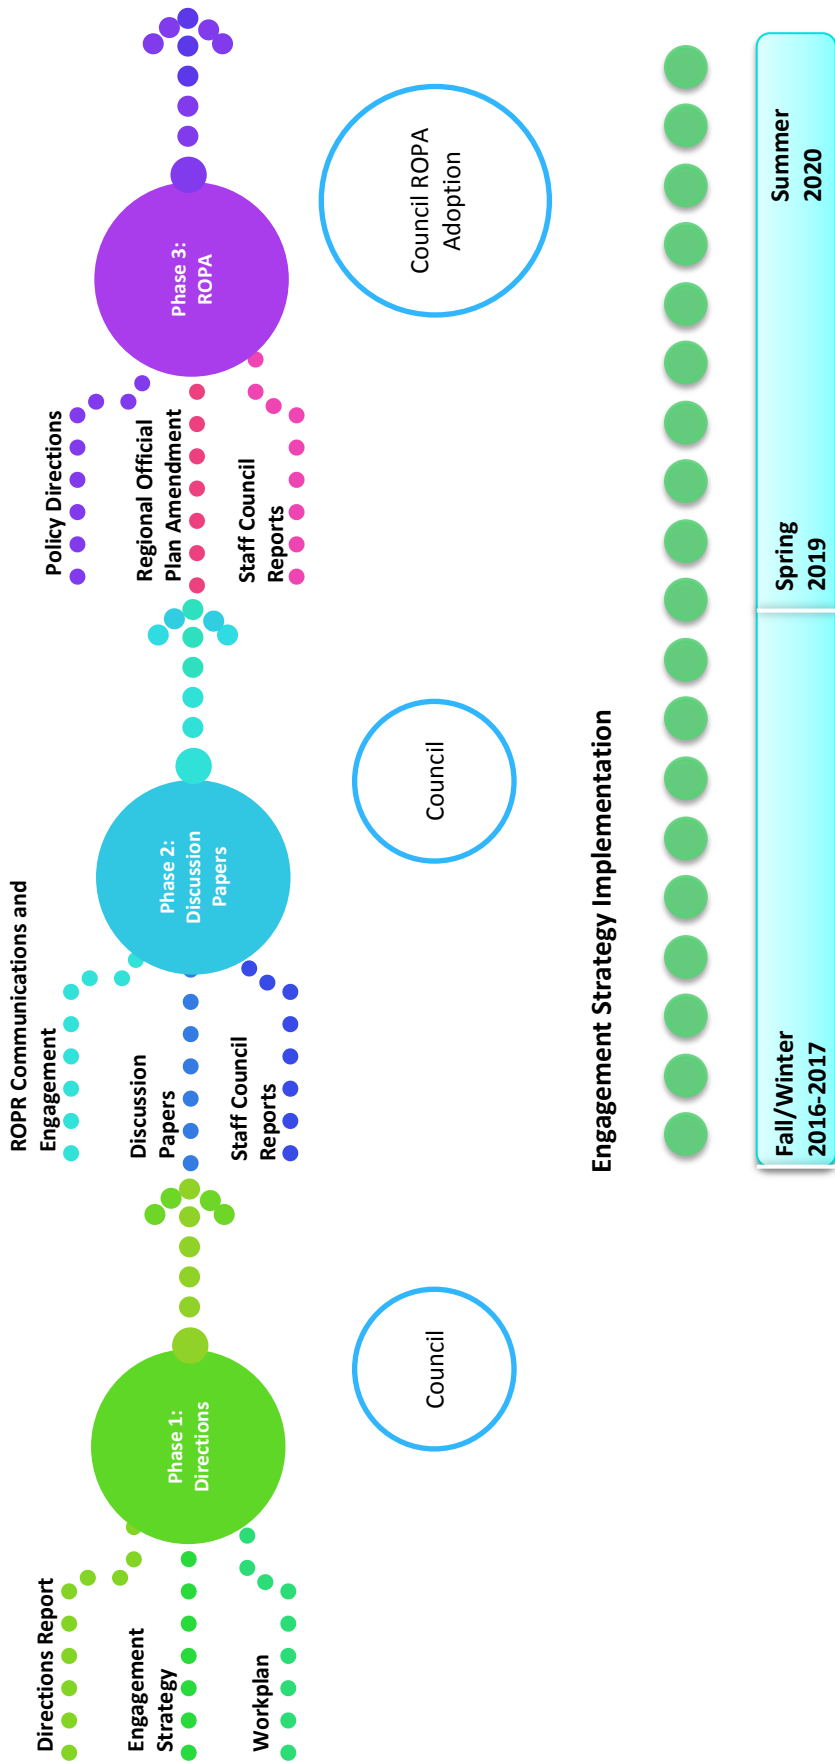 Directions Report
Engagement
Strategy
Workplan
Phase 1:
Directions
ROPR Communications and
Engagement
Discussion
Papers
Staff Council
Reports
Phase 2:
Discussion
Papers
Policy Directions
Regional Official
Plan Amendment
Staff Council
Reports
Phase 3:
ROPA
Council
Council
Council ROPA
Adoption
Engagement Strategy Implementation
Fall/Winter
2016-2017
Spring
2019
Summer
2020